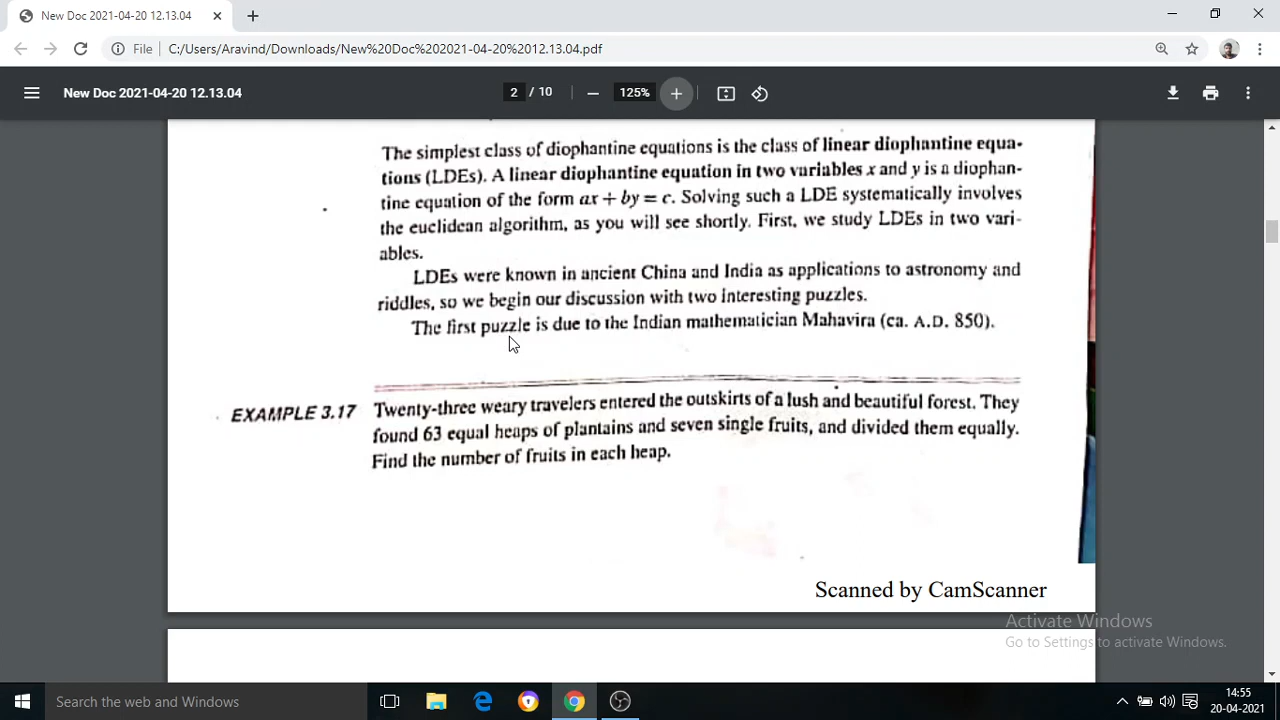 New Doc 2021-04-20 12.13.04
File
C:/Users/Aravind/Downloads/New%20Doc%202021-04-20%2012.13.04.pdf
New Doc 2021-04-20 12.13.04
2 / 10
125%
The simplest class of diophantine equations is the class of linear diophantine equa-
tions (LDEs). A linear diophantine equation in two variables x and y is a diophan-
tine equation of the form ax + by = c. Solving such a LDE systematically involves
the euclidean algorithm, as you will see shortly. First, we study LDEs in two vari-
ables.
LDEs were known in ancient China and India as applications to astronomy and
riddles, so we begin our discussion with two interesting puzzles.
The first puzzle is due to the Indian mathematician Mahavira (ca. A.D. 850).
EXAMPLE 3.17
Twenty-three weary travelers entered the outskirts of a lush and beautiful forest. They
found 63 equal heaps of plantains and seven single fruits, and divided them equally.
Find the number of fruits in each heap.
Scanned by CamScanner
Activate Windows
Go to Settings to activate Windows.
Search the web and Windows
14:55
20-04-2021